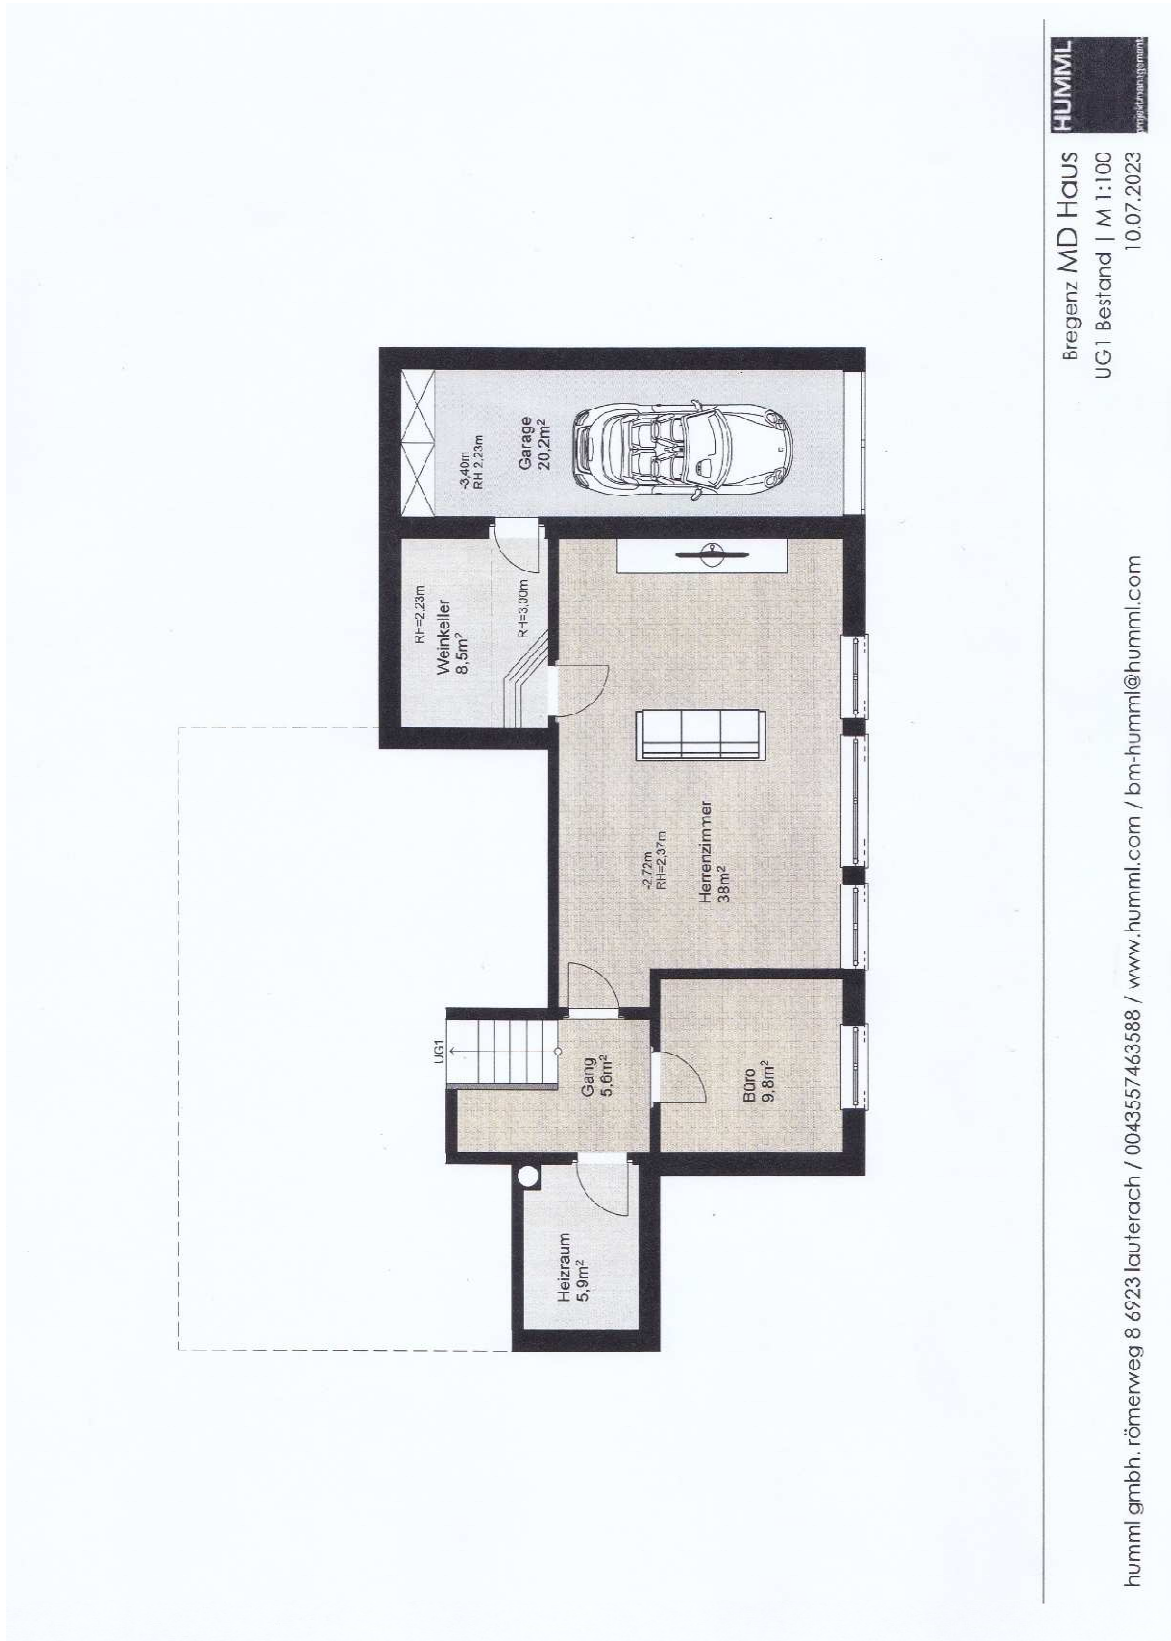 UG1
Heizraum
5,9m²
Gang
5,6m²
Büro
9,8m²
-2,72m
RH=2,37m
Herrenzimmer
38m²
RH=2,23m
Weinkeller
8,5m²
RH=3,00m
-3,40m
RH 2,23m
Garage
20,2m²
HUMML
projektmanagement
Bregenz MD Haus
UG1 Bestand | M 1:100
10.07.2023
humml gmbh. römerweg 8 6923 lauterach / 0043557463588 / www.humml.com / bm-humml@humml.com